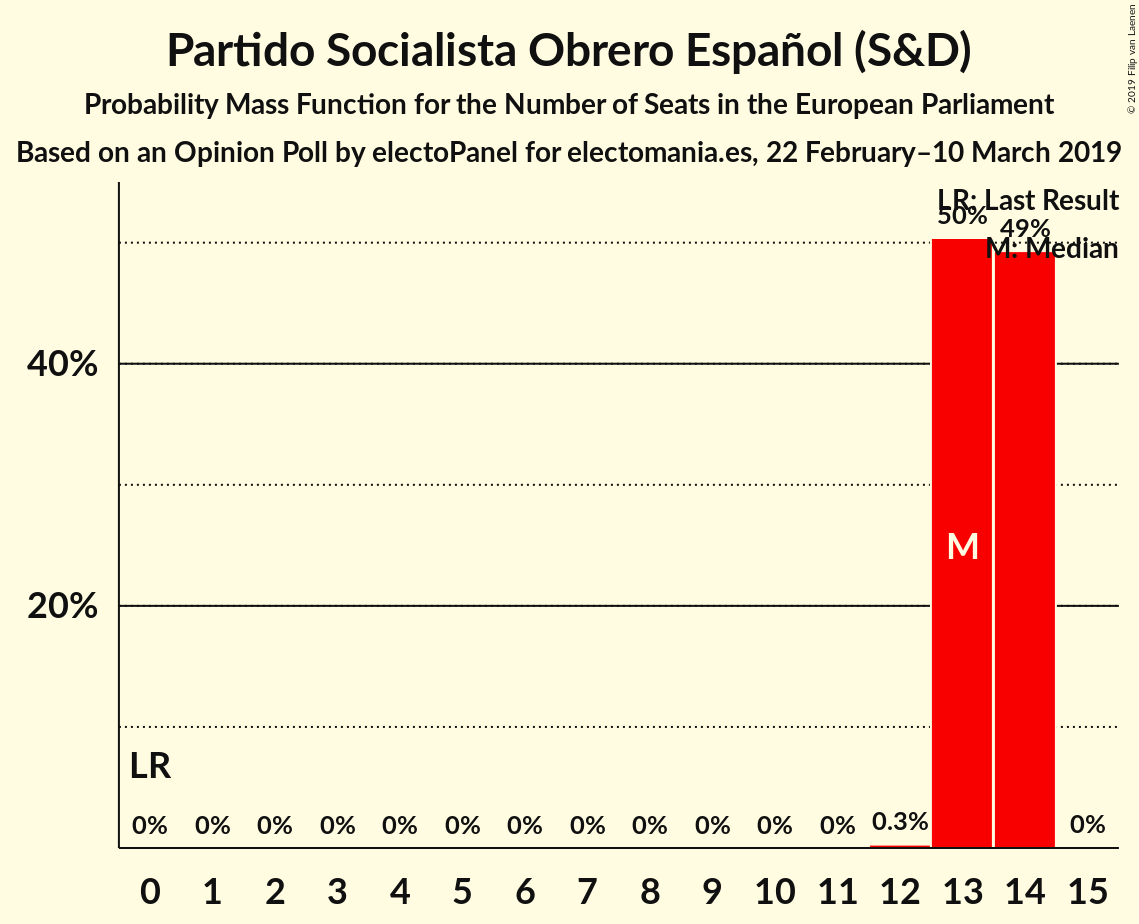 Partido Socialista Obrero Español (S&D)
Probability Mass Function for the Number of Seats in the European Parliament
Based on an Opinion Poll by electoPanel for electomania.es, 22 February–10 March 2019
© 2019 Filip van Laenen
LR: Last Result
M: Median
50%
49%
40%
20%
M
LR
0% 0% 0% 0% 0% 0% 0% 0% 0% 0% 0% 0% 0.3% 0%
0 1 2 3 4 5 6 7 8 9 10 11 12 13 14 15